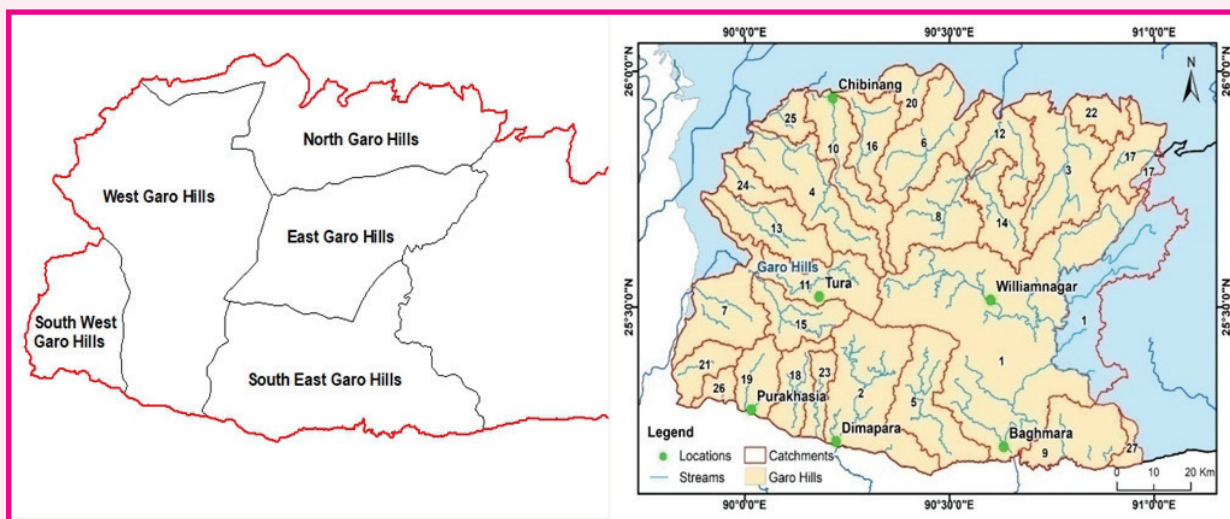 North Garo Hills
West Garo Hills
East Garo Hills
South West
Garo Hills
South East Garo Hills
90°0'0"E
90°30'0"E
91°0'0"E
26°0'0"N
25°30'0"N
26°0'0"N
25°30'0"N
N
Chibinang
20
22
25
12
16
6
10
17
17
3
24
4
8
14
13
Garo Hills
11
Tura
Williamnagar
7
15
1
1
21
26
19
18
23
2
5
Purakhasia
Dimapara
Baghmara
9
27
Legend
Locations
Catchments
Streams
Garo Hills
0 10 20 Km
90°0'0"E
90°30'0"E
91°0'0"E